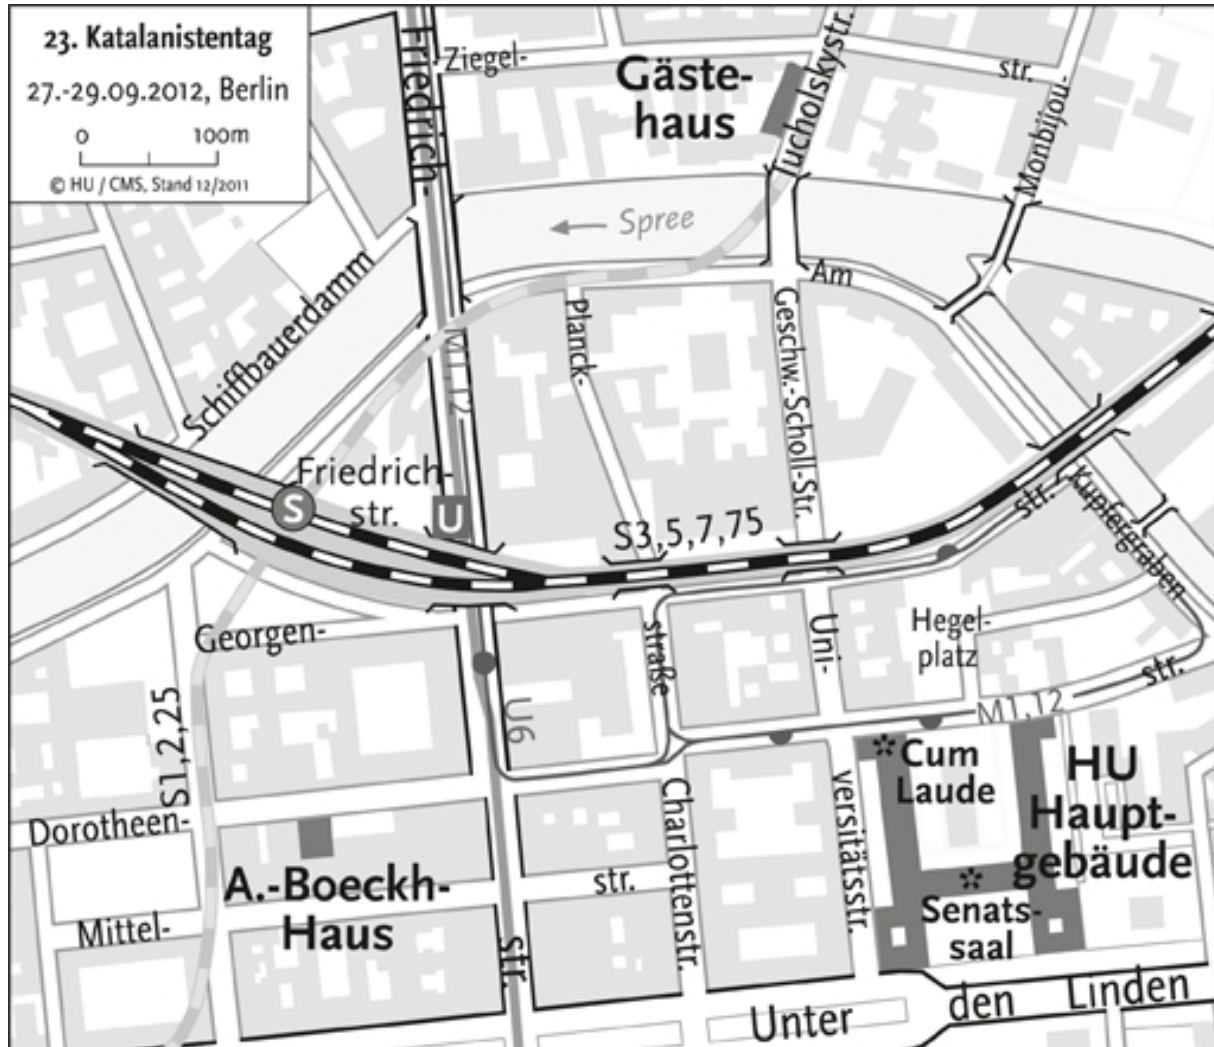 23. Katalanistentag
27.-29.09.2012, Berlin
0 100m
© HU / CMS, Stand 12/2011
Friedrich-
Ziegel-
str.
Gäste-
haus
Tucholskystr.
Monbijou-
← Spree
Am
Schiffbauerdamm
M1,12
Planck-
Geschw.-Scholl-Str.
Friedrich-
str.
S
U
S3,5,7,75
str.
Kupfergraben
Georgen-
straße
Uni-
Hegel-
platz
str.
S1,2,25
U6
M1,12
* Cum
Laude
HU
Haupt-
gebäude
Dorotheen-
Charlottenstr.
versitätsstr.
A.-Boeckh-
Haus
str.
*
Senats-
saal
Mittel-
str.
Unter den Linden